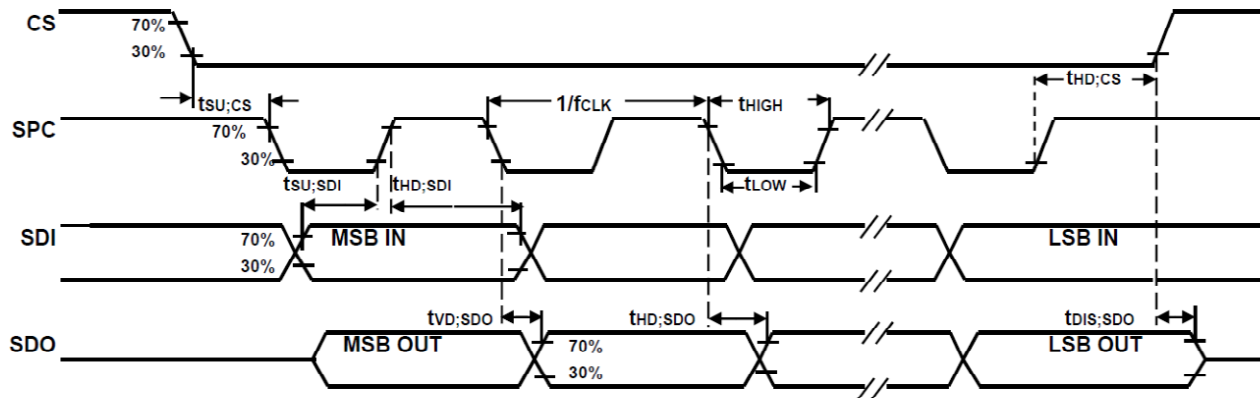 CS
70%
30%
tSU;CS
1/fCLK
tHIGH
tHD;CS
SPC
70%
30%
tSU;SDI
tHD;SDI
tLOW
SDI
70%
30%
MSB IN
LSB IN
tVD;SDO
tHD;SDO
tDIS;SDO
SDO
MSB OUT
70%
30%
LSB OUT